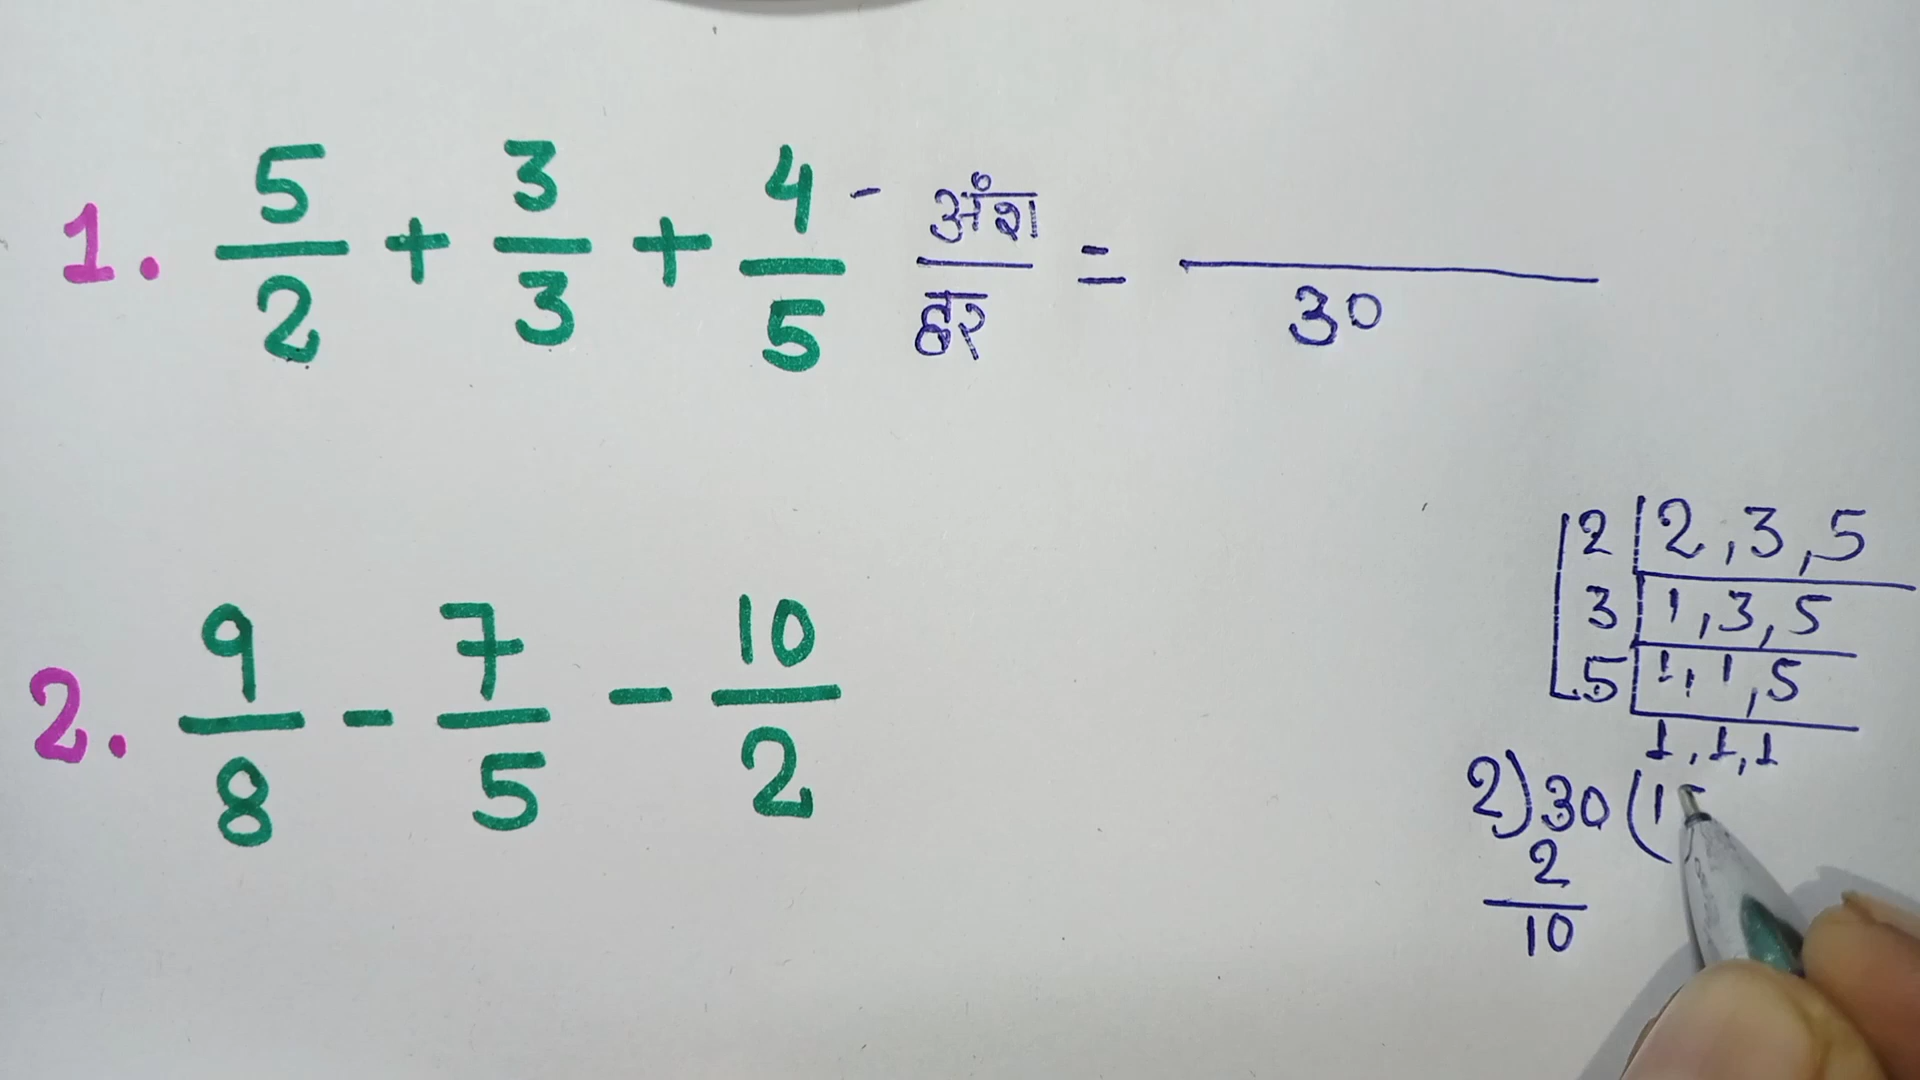 1. 5/2 + 3/3 + 4/5 - अंश/हर = /30
2. 9/8 - 7/5 - 10/2
2 | 2, 3, 5
3 | 1, 3, 5
5 | 1, 1, 5
1, 1, 1
2) 30 (1
2
10